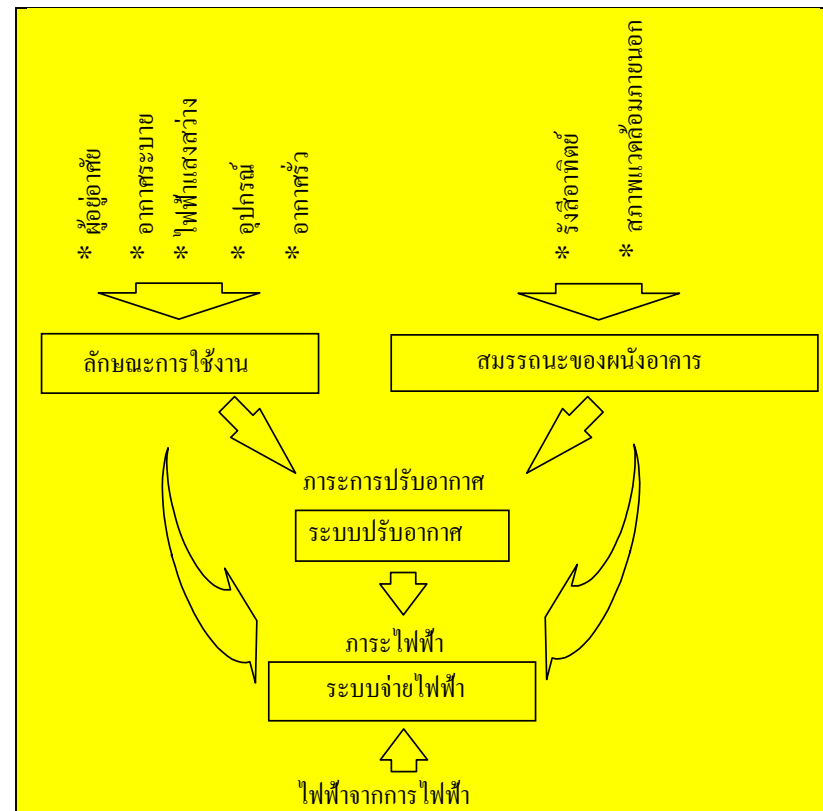 * ผู้อยู่อาศัย
* อากาศระบาย
* ไฟฟ้าแสงสว่าง
* อุปกรณ์
* อากาศรั่ว
* รังสีอาทิตย์
* สภาพแวดล้อมภายนอก
ลักษณะการใช้งาน
สมรรถนะของผนังอาคาร
ภาระการปรับอากาศ
ระบบปรับอากาศ
ภาระไฟฟ้า
ระบบจ่ายไฟฟ้า
ไฟฟ้าจากการไฟฟ้า